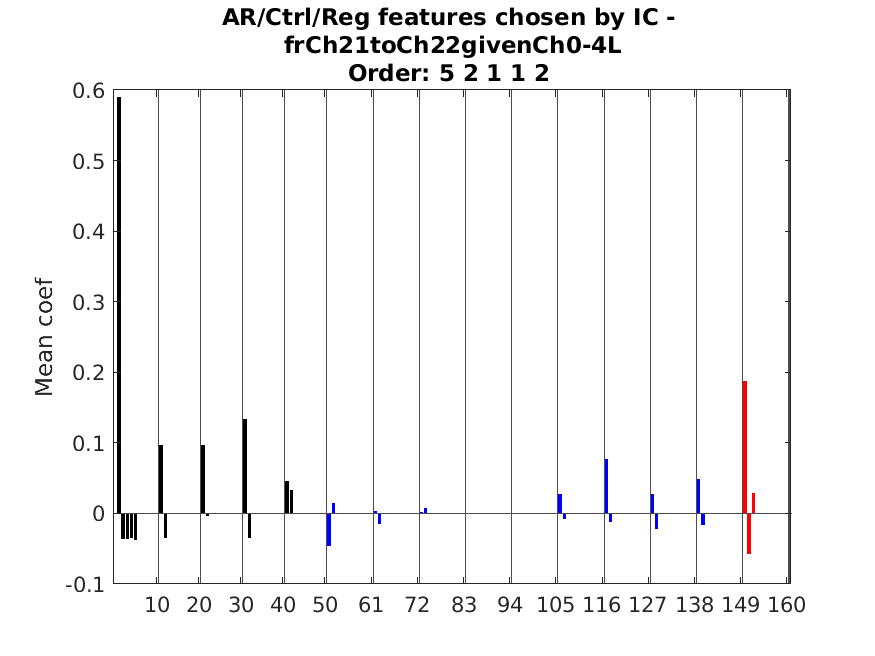 AR/Ctrl/Reg features chosen by IC -
frCh21toCh22givenCh0-4L
Order: 5 2 1 1 2
0.6
0.5
0.4
0.3
0.2
0.1
0
-0.1
Mean coef
10 20 30 40 50 61 72 83 94 105 116 127 138 149 160